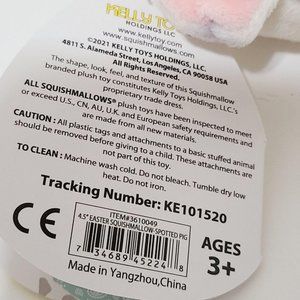 KELLY TOY
HOLDINGS LLC
www.kellytoy.com
www.squishmallows.com
©2021 KELLY TOYS HOLDINGS, LLC.
4811 S. Alameda Street, Los Angeles, CA 90058 USA
All Rights Reserved.
The shape, look, feel, and texture of this Squishmallow
branded plush toy constitutes Kelly Toys Holdings, LLC.'s
proprietary trade dress.
ALL SQUISHMALLOWS® plush toys have been inspected to meet
or exceed U.S., CN, AU, U.K. and European safety requirements and
are made from all new materials.
CAUTION : All plastic tags and attachments to a basic stuffed animal
should be removed before giving to a child. These attachments are
not part of this toy.
TO CLEAN : Machine wash cold. Do not bleach. Tumble dry low
heat. Do not iron.
Tracking Number: KE101520
CE
ITEM#3610049
4.5" EASTER SQUISHMALLOW-SPOTTED PIG
7 34689 45224 8
AGES
3+
Made in Yangzhou,China